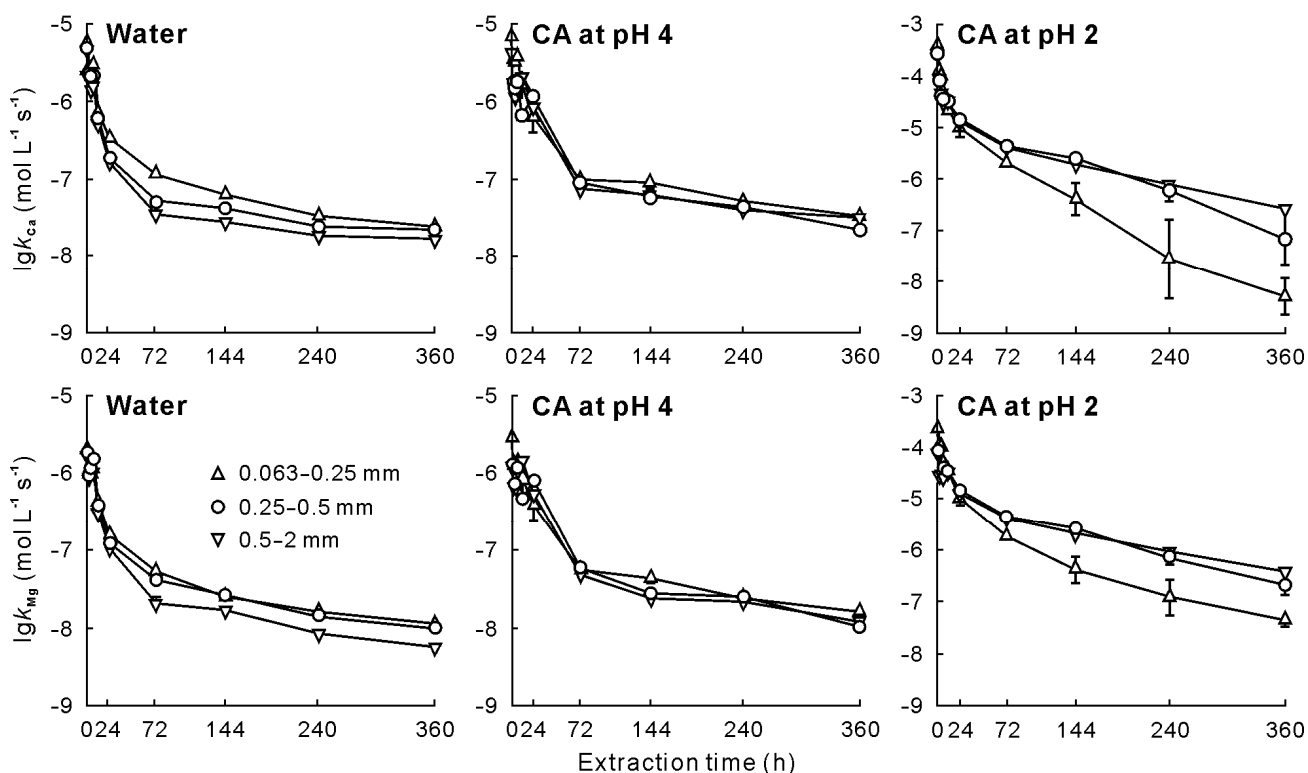 Water
CA at pH 4
CA at pH 2
lgk_Ca (mol L⁻¹ s⁻¹)
-5
-6
-7
-8
-9
0 24 72 144 240 360
-5
-6
-7
-8
-9
0 24 72 144 240 360
-3
-4
-5
-6
-7
-8
-9
0 24 72 144 240 360
Water
CA at pH 4
CA at pH 2
lgk_Mg (mol L⁻¹ s⁻¹)
-5
-6
-7
-8
-9
0.063–0.25 mm
0.25–0.5 mm
0.5–2 mm
0 24 72 144 240 360
-5
-6
-7
-8
-9
0 24 72 144 240 360
-3
-4
-5
-6
-7
-8
-9
0 24 72 144 240 360
Extraction time (h)